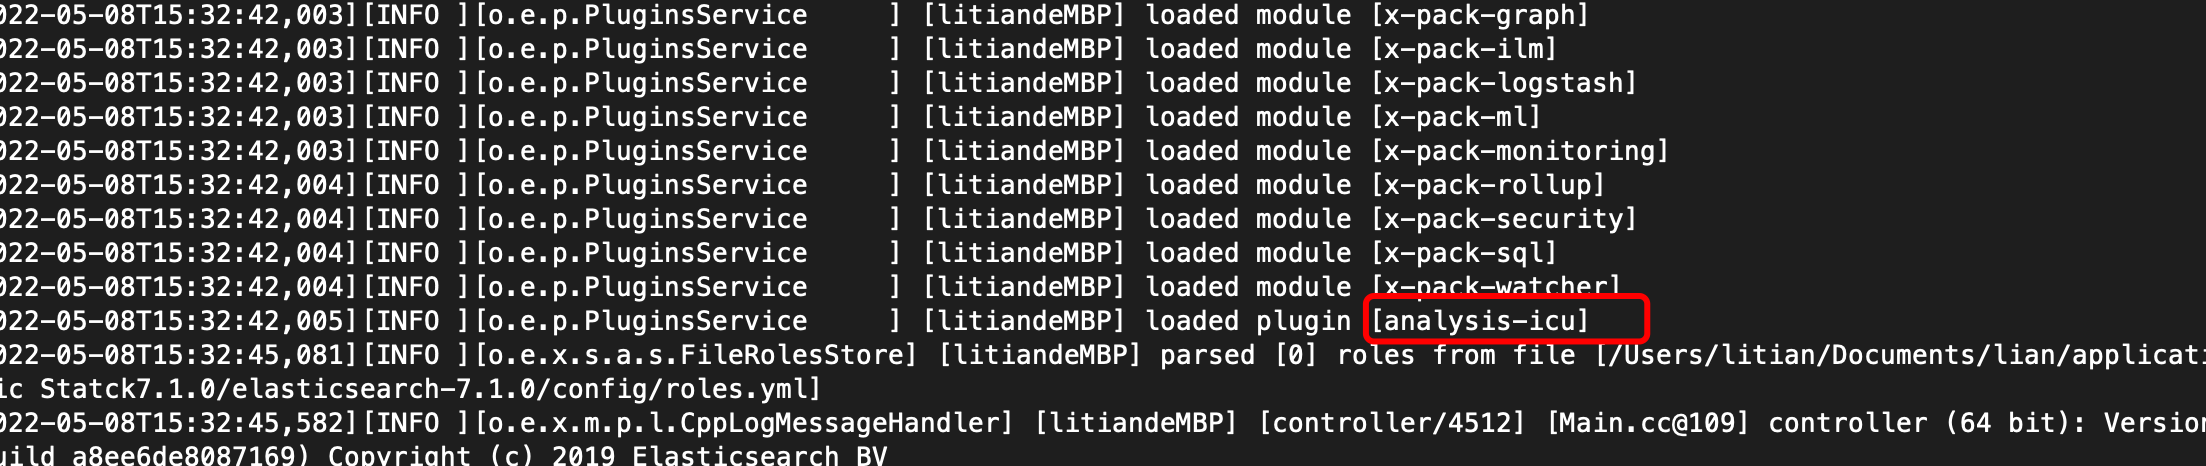 022-05-08T15:32:42,003][INFO ][o.e.p.PluginsService     ] [litiandeMBP] loaded module [x-pack-graph]
022-05-08T15:32:42,003][INFO ][o.e.p.PluginsService     ] [litiandeMBP] loaded module [x-pack-ilm]
022-05-08T15:32:42,003][INFO ][o.e.p.PluginsService     ] [litiandeMBP] loaded module [x-pack-logstash]
022-05-08T15:32:42,003][INFO ][o.e.p.PluginsService     ] [litiandeMBP] loaded module [x-pack-ml]
022-05-08T15:32:42,003][INFO ][o.e.p.PluginsService     ] [litiandeMBP] loaded module [x-pack-monitoring]
022-05-08T15:32:42,004][INFO ][o.e.p.PluginsService     ] [litiandeMBP] loaded module [x-pack-rollup]
022-05-08T15:32:42,004][INFO ][o.e.p.PluginsService     ] [litiandeMBP] loaded module [x-pack-security]
022-05-08T15:32:42,004][INFO ][o.e.p.PluginsService     ] [litiandeMBP] loaded module [x-pack-sql]
022-05-08T15:32:42,004][INFO ][o.e.p.PluginsService     ] [litiandeMBP] loaded module [x-pack-watcher]
022-05-08T15:32:42,005][INFO ][o.e.p.PluginsService     ] [litiandeMBP] loaded plugin [analysis-icu]
022-05-08T15:32:45,081][INFO ][o.e.x.s.a.s.FileRolesStore] [litiandeMBP] parsed [0] roles from file [/Users/litian/Documents/lian/applicati
ic Statck7.1.0/elasticsearch-7.1.0/config/roles.yml]
022-05-08T15:32:45,582][INFO ][o.e.x.m.p.l.CppLogMessageHandler] [litiandeMBP] [controller/4512] [Main.cc@109] controller (64 bit): Version
uild a8ee6de8087169) Copyright (c) 2019 Elasticsearch BV